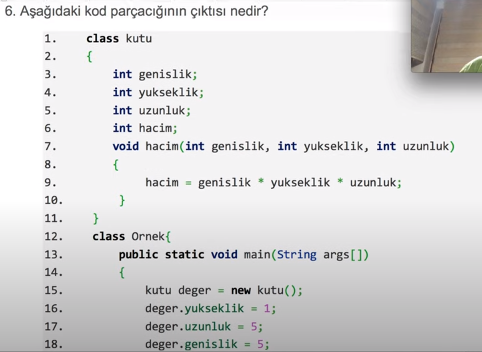 6. Aşağıdaki kod parçacığının çıktısı nedir?
1. class kutu
2. {
3. int genislik;
4. int yukseklik;
5. int uzunluk;
6. int hacim;
7. void hacim(int genislik, int yukseklik, int uzunluk)
8. {
9. hacim = genislik * yukseklik * uzunluk;
10. }
11. }
12. class Ornek{
13. public static void main(String args[])
14. {
15. kutu deger = new kutu();
16. deger.yukseklik = 1;
17. deger.uzunluk = 5;
18. deger.genislik = 5;